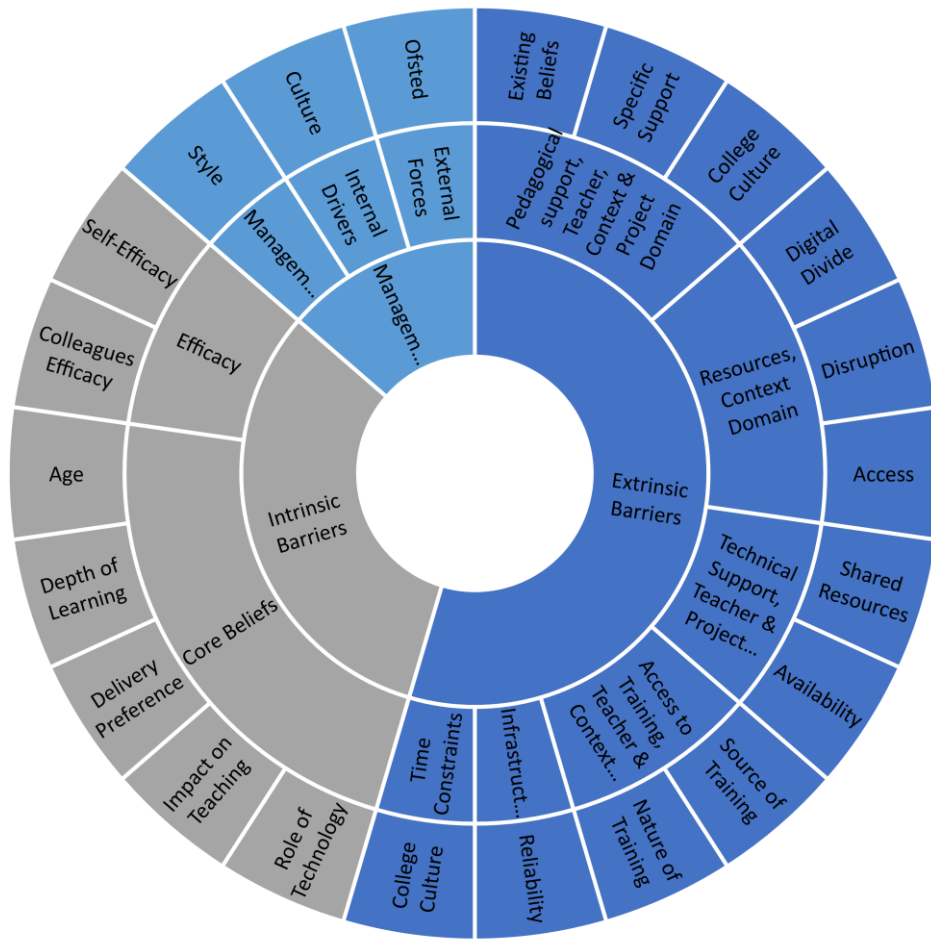 Existing
Beliefs
Specific
Support
College
Culture
Digital
Divide
Disruption
Access
Shared
Resources
Availability
Source of
Training
Nature of
Training
Reliability
College
Culture
Role of
Technology
Impact on
Teaching
Delivery
Preference
Depth of
Learning
Age
Colleagues
Efficacy
Self-Efficacy
Style
Culture
Ofsted
Pedagogical
support,
Teacher,
Context &
Project
Domain
Resources,
Context
Domain
Technical
Support,
Teacher &
Project...
Access to
Training,
Teacher &
Context...
Infrastruct...
Time
Constraints
Core Beliefs
Efficacy
Managem...
Internal
Drivers
External
Forces
Extrinsic
Barriers
Intrinsic
Barriers
Managem...